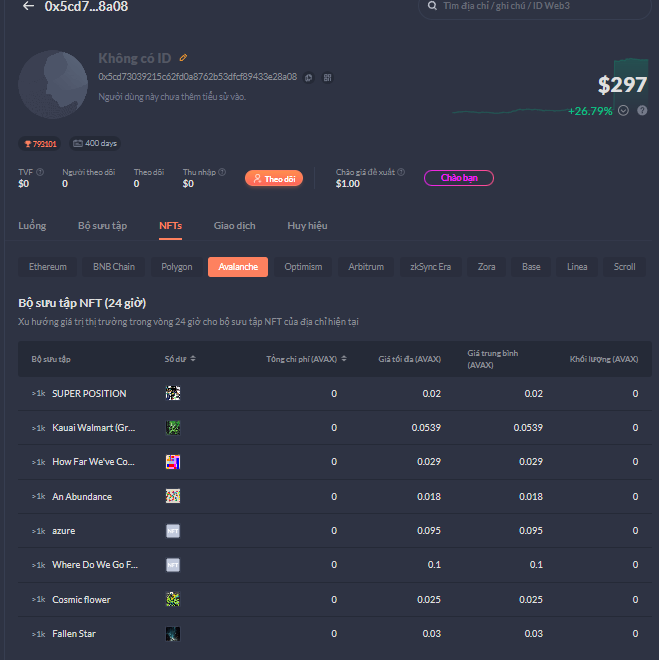 0x5cd7...8a08
Tìm địa chỉ / ghi chú / ID Web3
Không có ID
0x5cd73039215c62fd0a8762b53dfcf89433e28a08
Người dùng này chưa thêm tiểu sử vào.
$297
+26.79%
793101 400 days
TVF Người theo dõi Theo dõi Thu nhập Theo dõi Chào giá đề xuất Chào bạn
$0 0 0 $0 $1.00
Luồng Bộ sưu tập NFTs Giao dịch Huy hiệu
Ethereum BNB Chain Polygon Avalanche Optimism Arbitrum zkSync Era Zora Base Linea Scroll
Bộ sưu tập NFT (24 giờ)
Xu hướng giá trị thị trường trong vòng 24 giờ cho bộ sưu tập NFT của địa chỉ hiện tại
Bộ sưu tập Số dư Tổng chi phí (AVAX) Giá tối đa (AVAX) Giá trung bình (AVAX) Khối lượng (AVAX)
>1k SUPER POSITION 0 0.02 0.02 0
>1k Kauai Walmart (Gr... 0 0.0539 0.0539 0
>1k How Far We've Co... 0 0.029 0.029 0
>1k An Abundance 0 0.018 0.018 0
>1k azure NFT 0 0.095 0.095 0
>1k Where Do We Go F... NFT 0 0.1 0.1 0
>1k Cosmic flower 0 0.025 0.025 0
>1k Fallen Star 0 0.03 0.03 0